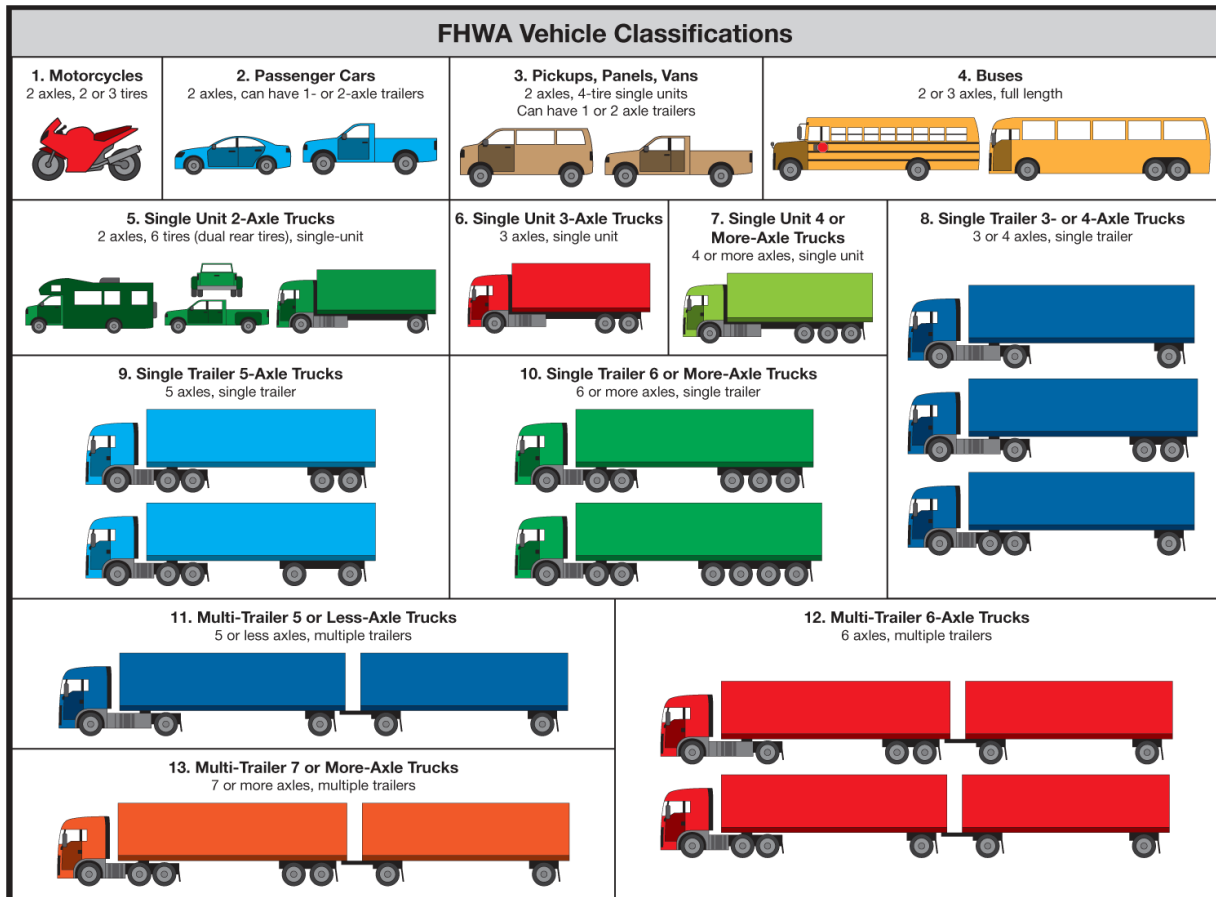 FHWA Vehicle Classifications
1. Motorcycles
2 axles, 2 or 3 tires
2. Passenger Cars
2 axles, can have 1- or 2-axle trailers
3. Pickups, Panels, Vans
2 axles, 4-tire single units
Can have 1 or 2 axle trailers
4. Buses
2 or 3 axles, full length
5. Single Unit 2-Axle Trucks
2 axles, 6 tires (dual rear tires), single-unit
6. Single Unit 3-Axle Trucks
3 axles, single unit
7. Single Unit 4 or
More-Axle Trucks
4 or more axles, single unit
8. Single Trailer 3- or 4-Axle Trucks
3 or 4 axles, single trailer
9. Single Trailer 5-Axle Trucks
5 axles, single trailer
10. Single Trailer 6 or More-Axle Trucks
6 or more axles, single trailer
11. Multi-Trailer 5 or Less-Axle Trucks
5 or less axles, multiple trailers
12. Multi-Trailer 6-Axle Trucks
6 axles, multiple trailers
13. Multi-Trailer 7 or More-Axle Trucks
7 or more axles, multiple trailers